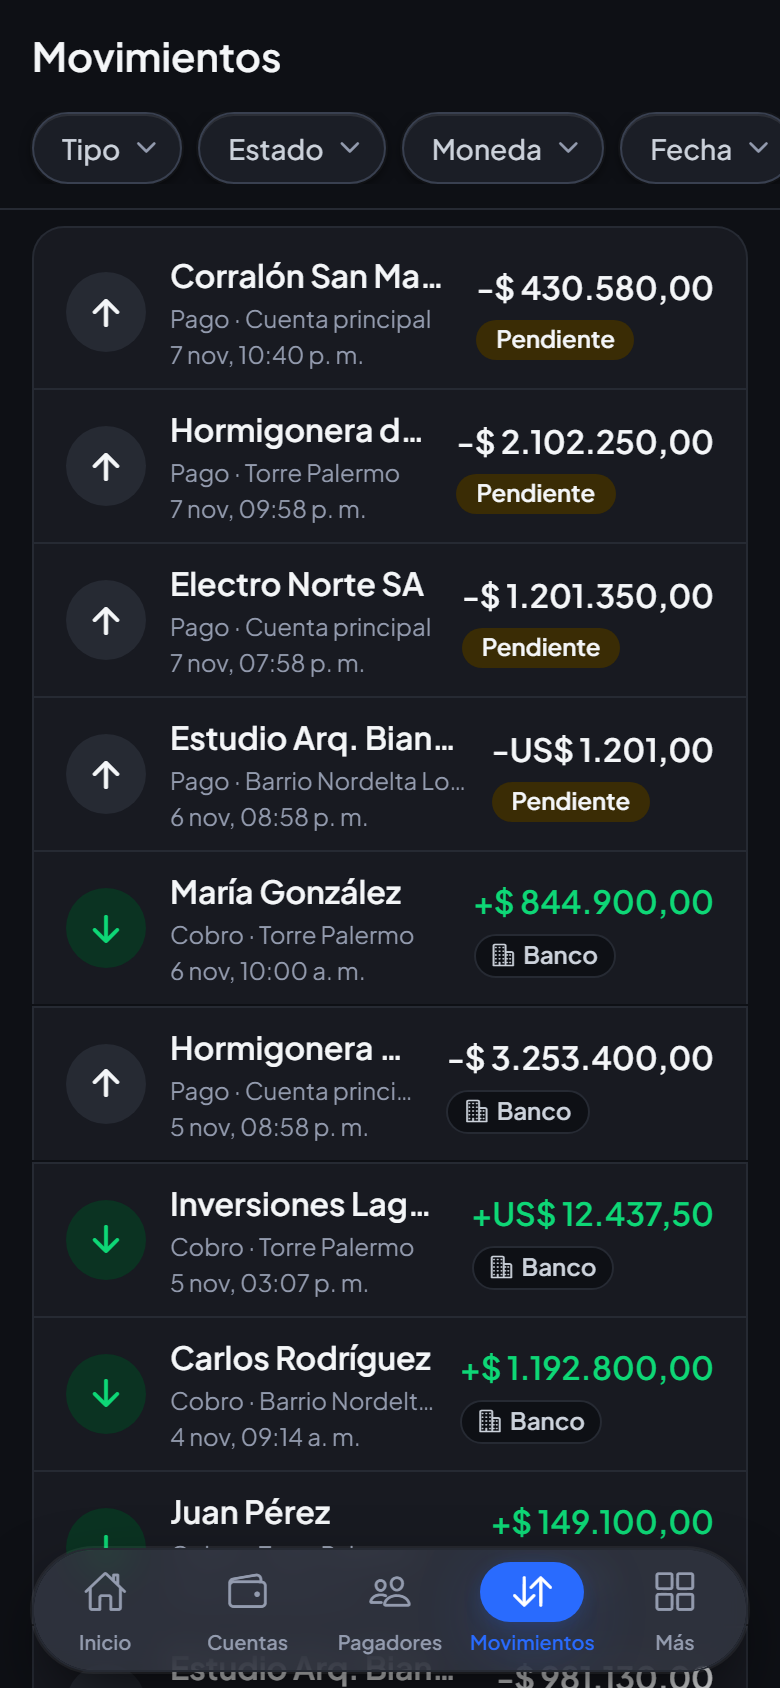 Movimientos
Tipo
Estado
Moneda
Fecha
Corralón San Ma...
-$ 430.580,00
Pago · Cuenta principal
Pendiente
7 nov, 10:40 p. m.
Hormigonera d...
-$ 2.102.250,00
Pago · Torre Palermo
Pendiente
7 nov, 09:58 p. m.
Electro Norte SA
-$ 1.201.350,00
Pago · Cuenta principal
Pendiente
7 nov, 07:58 p. m.
Estudio Arq. Bian...
-US$ 1.201,00
Pago · Barrio Nordelta Lo...
Pendiente
6 nov, 08:58 p. m.
María González
+$ 844.900,00
Cobro · Torre Palermo
Banco
6 nov, 10:00 a. m.
Hormigonera ...
-$ 3.253.400,00
Pago · Cuenta princi...
Banco
5 nov, 08:58 p. m.
Inversiones Lag...
+US$ 12.437,50
Cobro · Torre Palermo
Banco
5 nov, 03:07 p. m.
Carlos Rodríguez
+$ 1.192.800,00
Cobro · Barrio Nordelt...
Banco
4 nov, 09:14 a. m.
Juan Pérez
+$ 149.100,00
Inicio
Cuentas
Pagadores
Movimientos
Más
Estudio Arq. Bian...
-$ 981.130,00